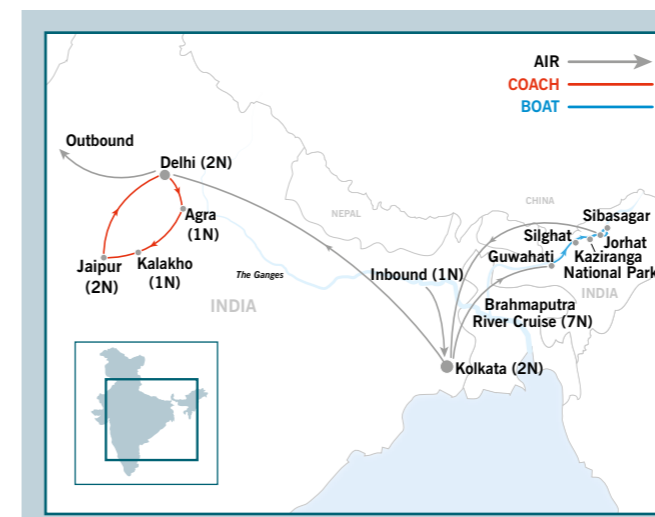 AIR
COACH
BOAT
Outbound
Delhi (2N)
Agra
(1N)
Jaipur
(2N)
Kalakho
(1N)
NEPAL
CHINA
The Ganges
INDIA
Inbound (1N)
Sibasagar
Silghat
Jorhat
Guwahati
Kaziranga
National Park
INDIA
Brahmaputra
River Cruise (7N)
Kolkata (2N)